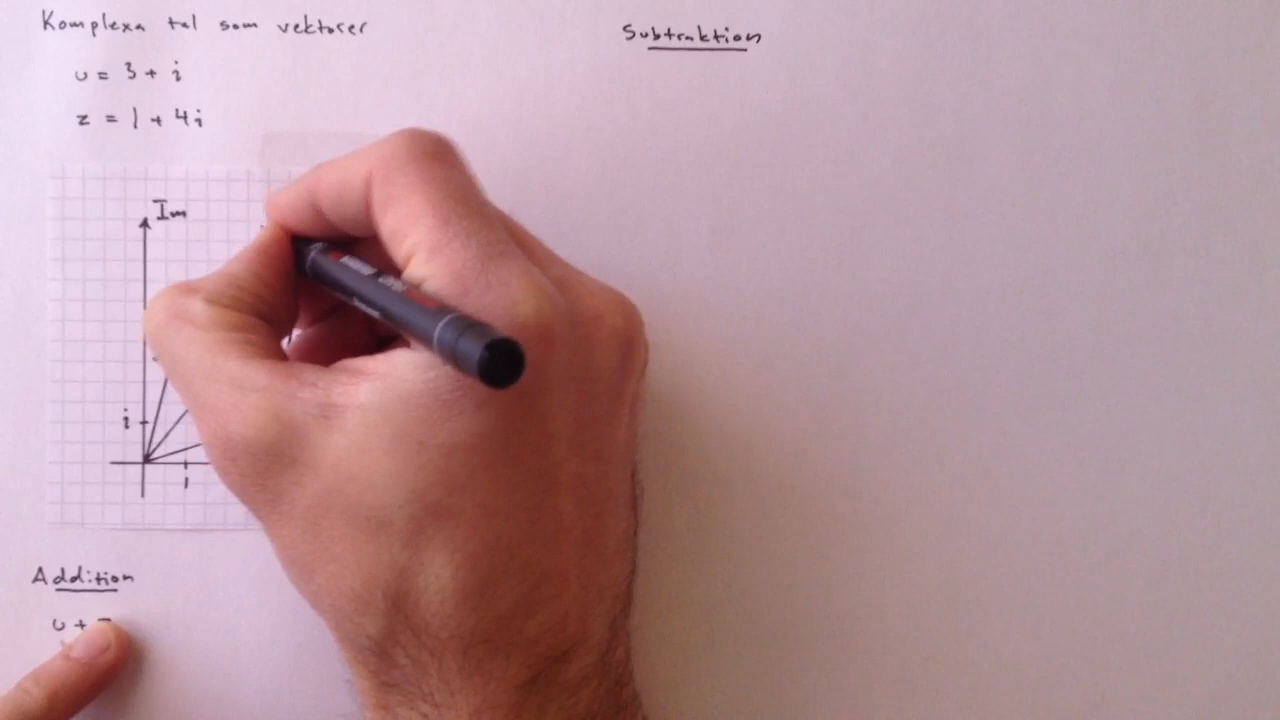 Komplexa tal som vektorer
u = 3 + i
z = 1 + 4i
Im
i
1
Addition
u +
Subtraktion